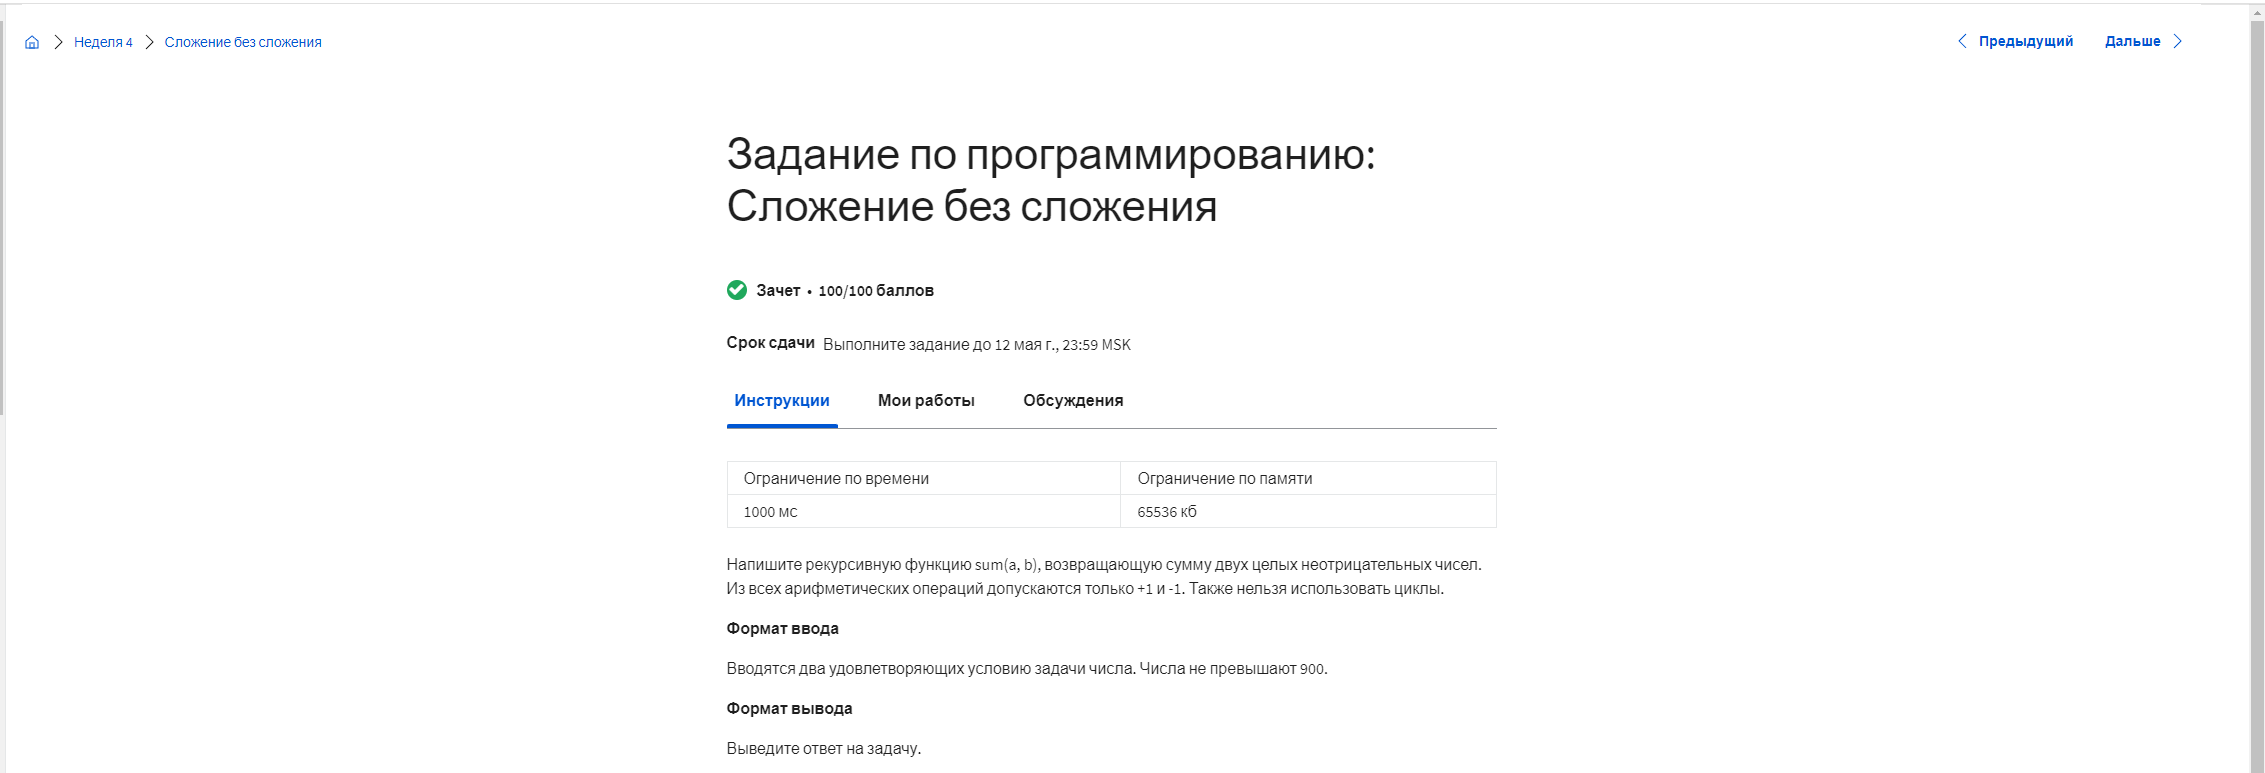 Неделя 4 Сложение без сложения
Предыдущий Дальше
Задание по программированию:
Сложение без сложения
Зачет • 100/100 баллов
Срок сдачи Выполните задание до 12 мая г., 23:59 MSK
Инструкции Мои работы Обсуждения
Ограничение по времени Ограничение по памяти
1000 мс 65536 кб
Напишите рекурсивную функцию sum(a, b), возвращающую сумму двух целых неотрицательных чисел.
Из всех арифметических операций допускаются только +1 и -1. Также нельзя использовать циклы.
Формат ввода
Вводятся два удовлетворяющих условию задачи числа. Числа не превышают 900.
Формат вывода
Выведите ответ на задачу.